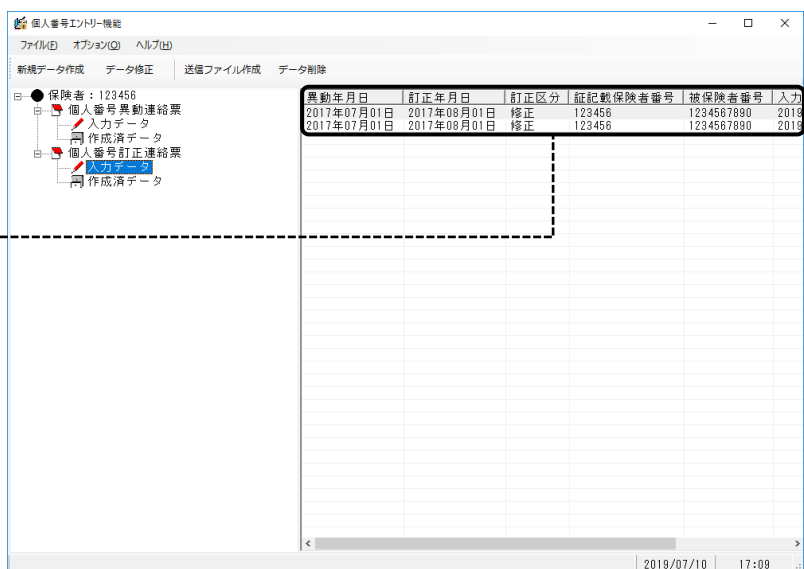 個人番号エントリー機能
ファイル(F) オプション(O) ヘルプ(H)
新規データ作成 データ修正 送信ファイル作成 データ削除
保険者：123456
個人番号異動連絡票
入力データ
作成済データ
個人番号訂正連絡票
入力データ
作成済データ
異動年月日 訂正年月日 訂正区分 証記載保険者番号 被保険者番号 入力
2017年07月01日 2017年08月01日 修正 123456 1234567890 2019
2017年07月01日 2017年08月01日 修正 123456 1234567890 2019
2019/07/10 17:09